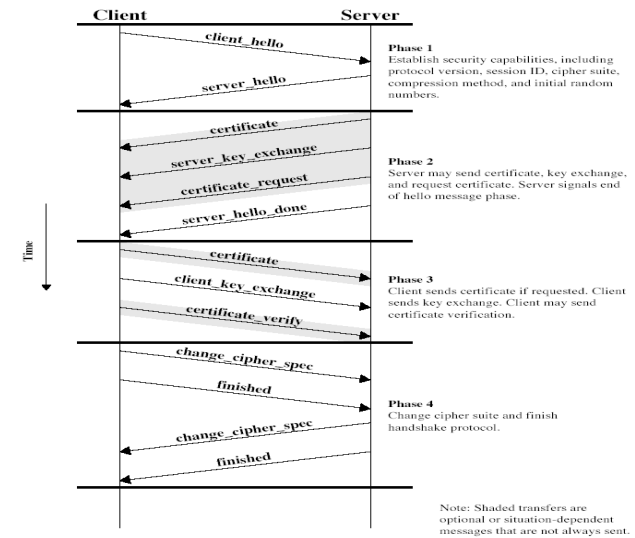 Client
Server
client_hello
server_hello
Phase 1
Establish security capabilities, including
protocol version, session ID, cipher suite,
compression method, and initial random
numbers.
certificate
server_key_exchange
certificate_request
server_hello_done
Phase 2
Server may send certificate, key exchange,
and request certificate. Server signals end
of hello message phase.
Time
certificate
client_key_exchange
certificate_verify
Phase 3
Client sends certificate if requested. Client
sends key exchange. Client may send
certificate verification.
change_cipher_spec
finished
change_cipher_spec
finished
Phase 4
Change cipher suite and finish
handshake protocol.
Note: Shaded transfers are
optional or situation-dependent
messages that are not always sent.